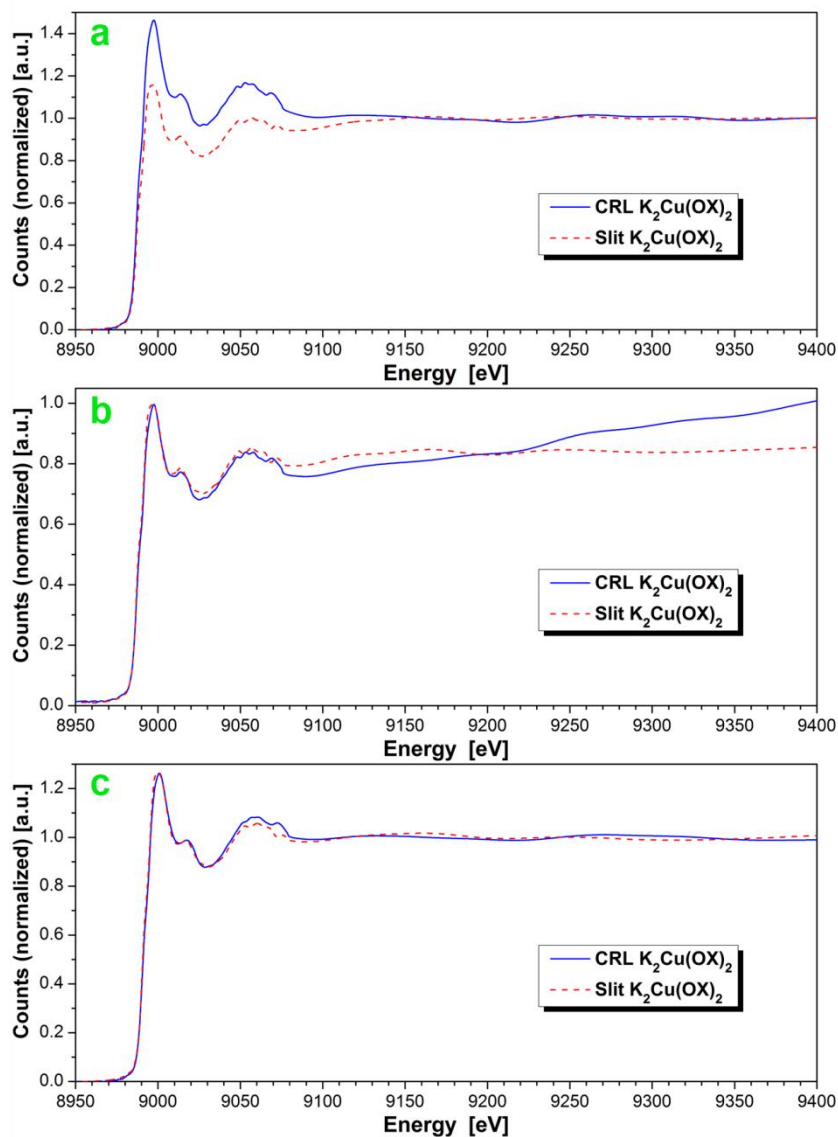 a
Counts (normalized) [a.u.]
1.4
1.2
1.0
0.8
0.6
0.4
0.2
0.0
CRL K₂Cu(OX)₂
Slit K₂Cu(OX)₂
8950 9000 9050 9100 9150 9200 9250 9300 9350 9400
Energy [eV]
b
Counts (normalized) [a.u.]
1.0
0.8
0.6
0.4
0.2
0.0
CRL K₂Cu(OX)₂
Slit K₂Cu(OX)₂
8950 9000 9050 9100 9150 9200 9250 9300 9350 9400
Energy [eV]
c
Counts (normalized) [a.u.]
1.2
1.0
0.8
0.6
0.4
0.2
0.0
CRL K₂Cu(OX)₂
Slit K₂Cu(OX)₂
8950 9000 9050 9100 9150 9200 9250 9300 9350 9400
Energy [eV]